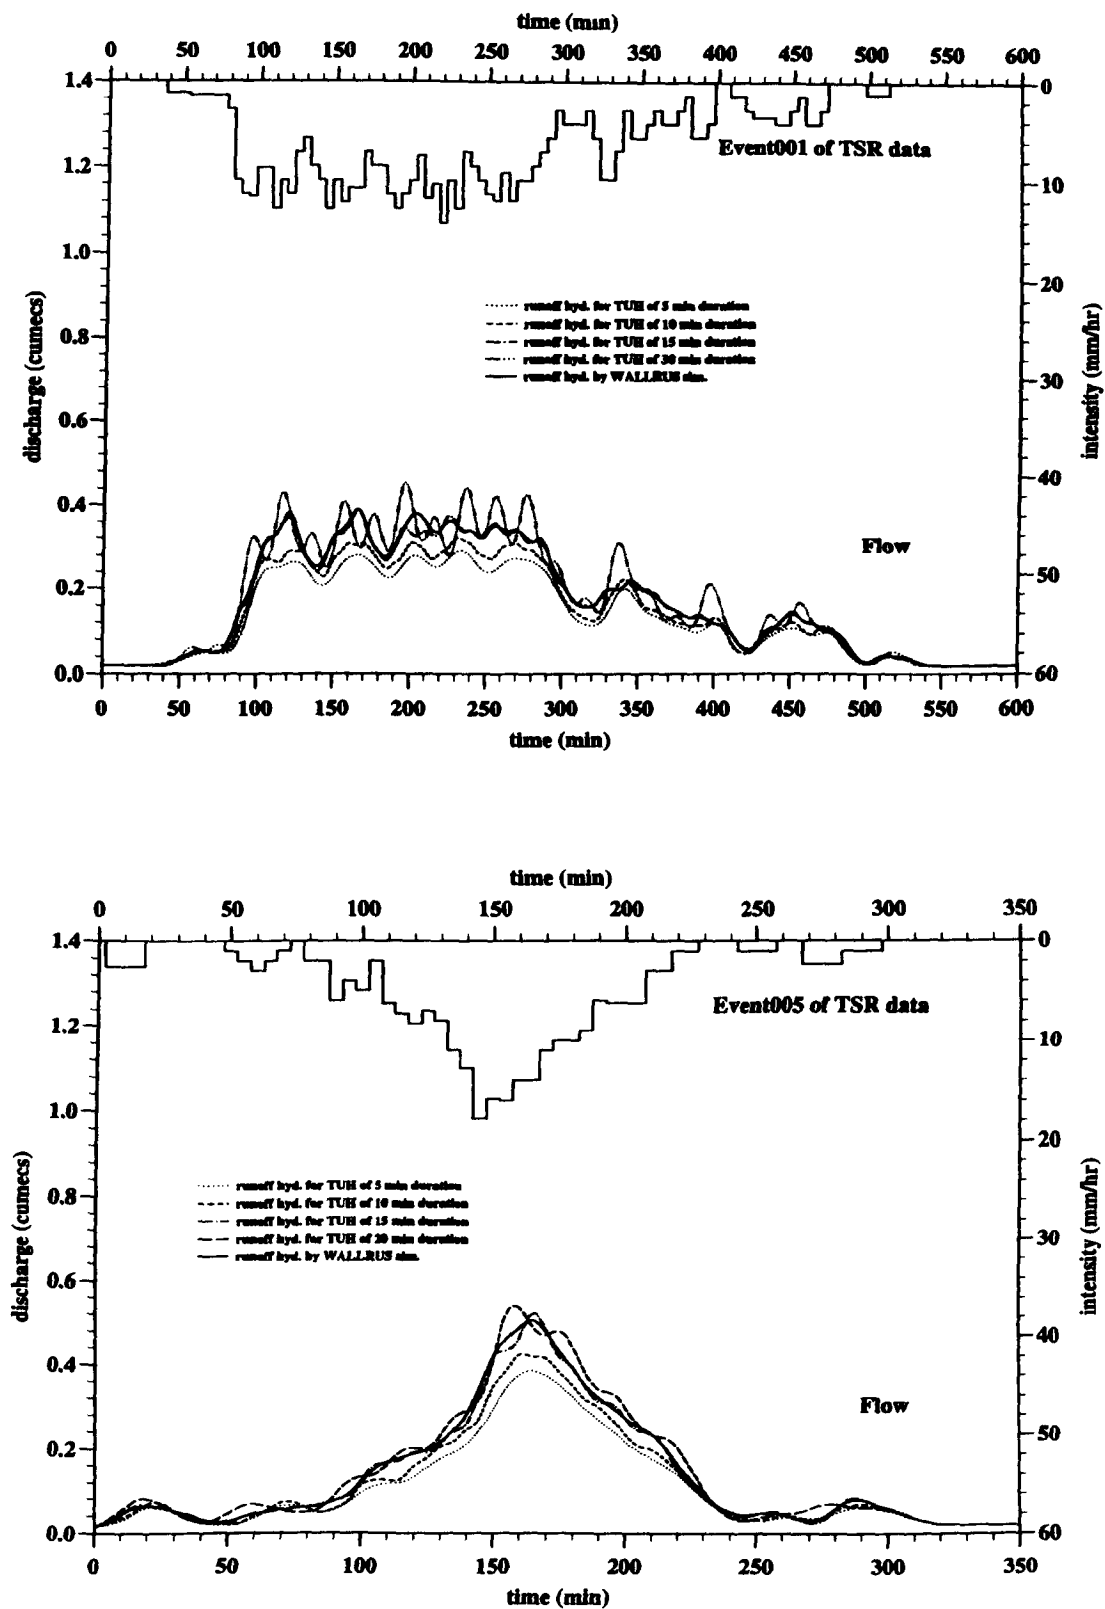 time (min)
0 50 100 150 200 250 300 350 400 450 500 550 600
1.4 0
Event001 of TSR data
1.2
10
1.0
20
runoff hyd. for TUH of 5 min duration
0.8 runoff hyd. for TUH of 10 min duration
runoff hyd. for TUH of 15 min duration
runoff hyd. for TUH of 30 min duration
discharge (cumecs) runoff hyd. by WALLRUS sim. 30 intensity (mm/hr)
0.6
0.4 40
Flow
0.2 50
0.0 60
0 50 100 150 200 250 300 350 400 450 500 550 600
time (min)
time (min)
0 50 100 150 200 250 300 350
1.4 0
Event005 of TSR data
1.2
10
1.0
20
runoff hyd. for TUH of 5 min duration
0.8 runoff hyd. for TUH of 10 min duration
runoff hyd. for TUH of 15 min duration
discharge (cumecs) runoff hyd. for TUH of 20 min duration 30 intensity (mm/hr)
runoff hyd. by WALLRUS sim.
0.6
40
0.4
Flow
50
0.2
0.0 60
0 50 100 150 200 250 300 350
time (min)